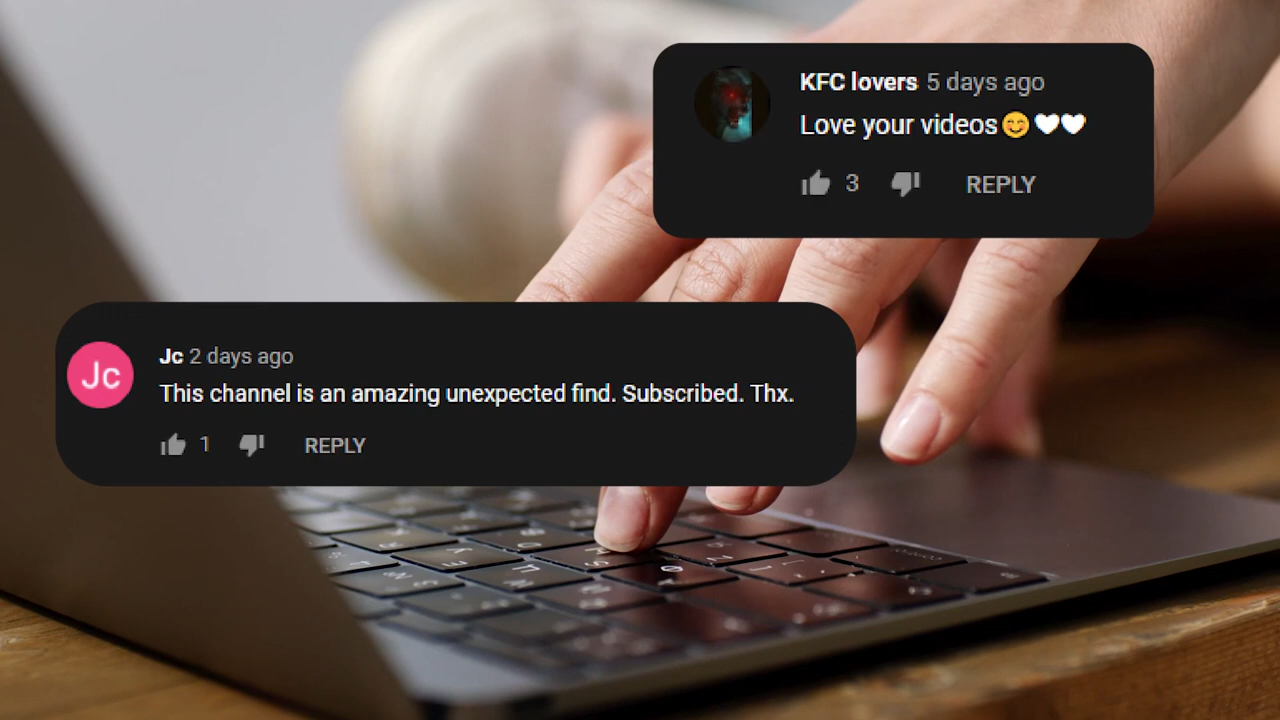 KFC lovers 5 days ago
Love your videos😊🤍🤍
3 REPLY
Jc
Jc 2 days ago
This channel is an amazing unexpected find. Subscribed. Thx.
1 REPLY